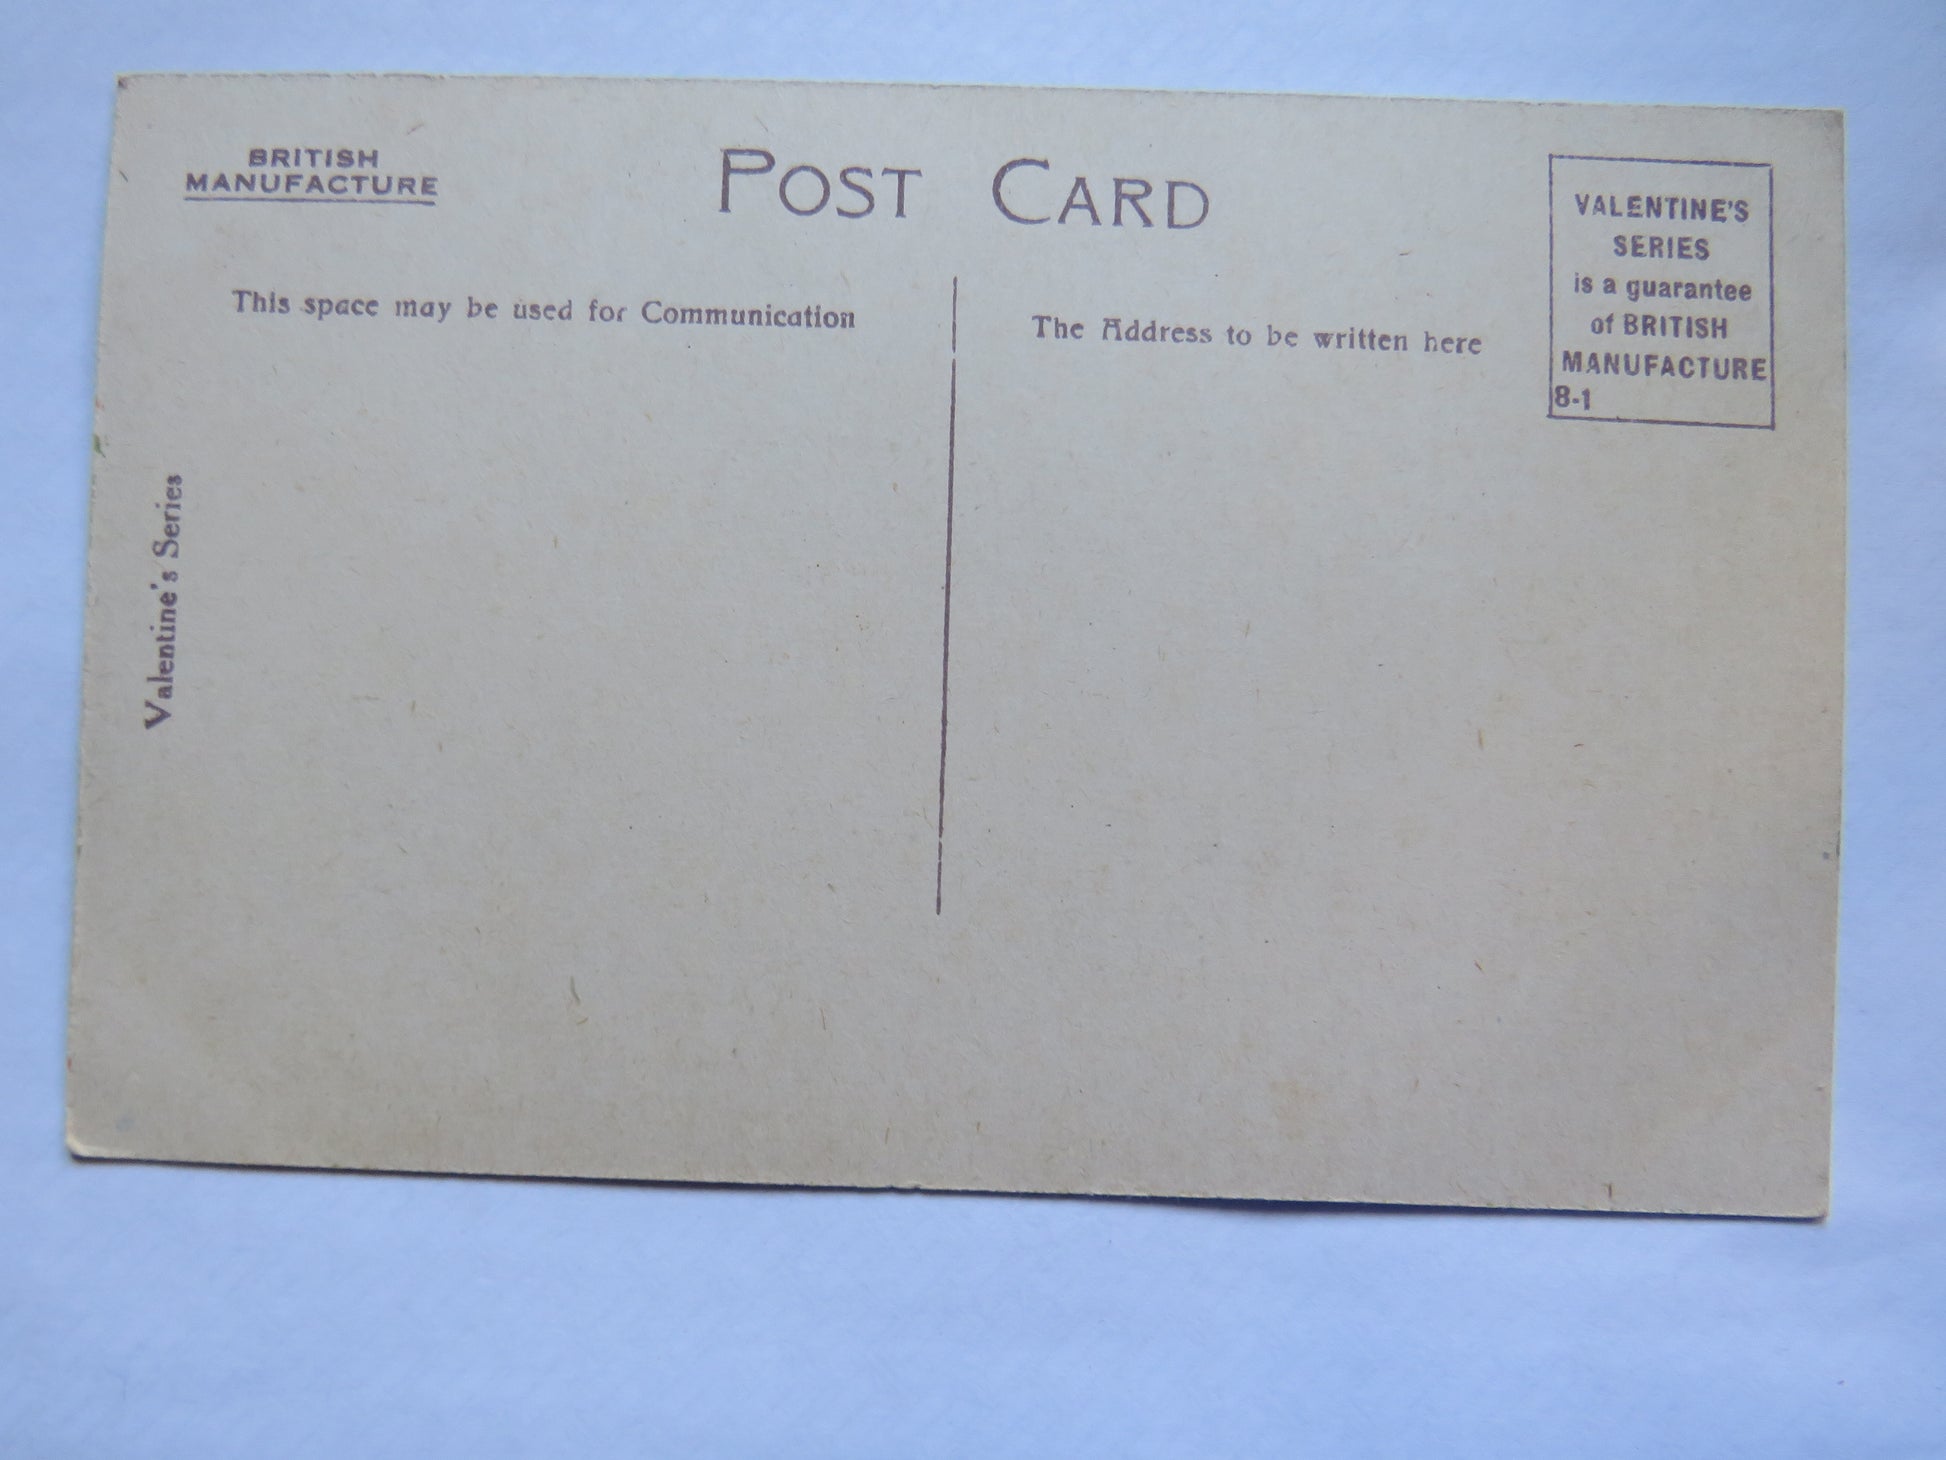 BRITISH
MANUFACTURE
POST CARD
VALENTINE'S
SERIES
is a guarantee
of BRITISH
MANUFACTURE
8-1
This space may be used for Communication
The Address to be written here
Valentine's Series